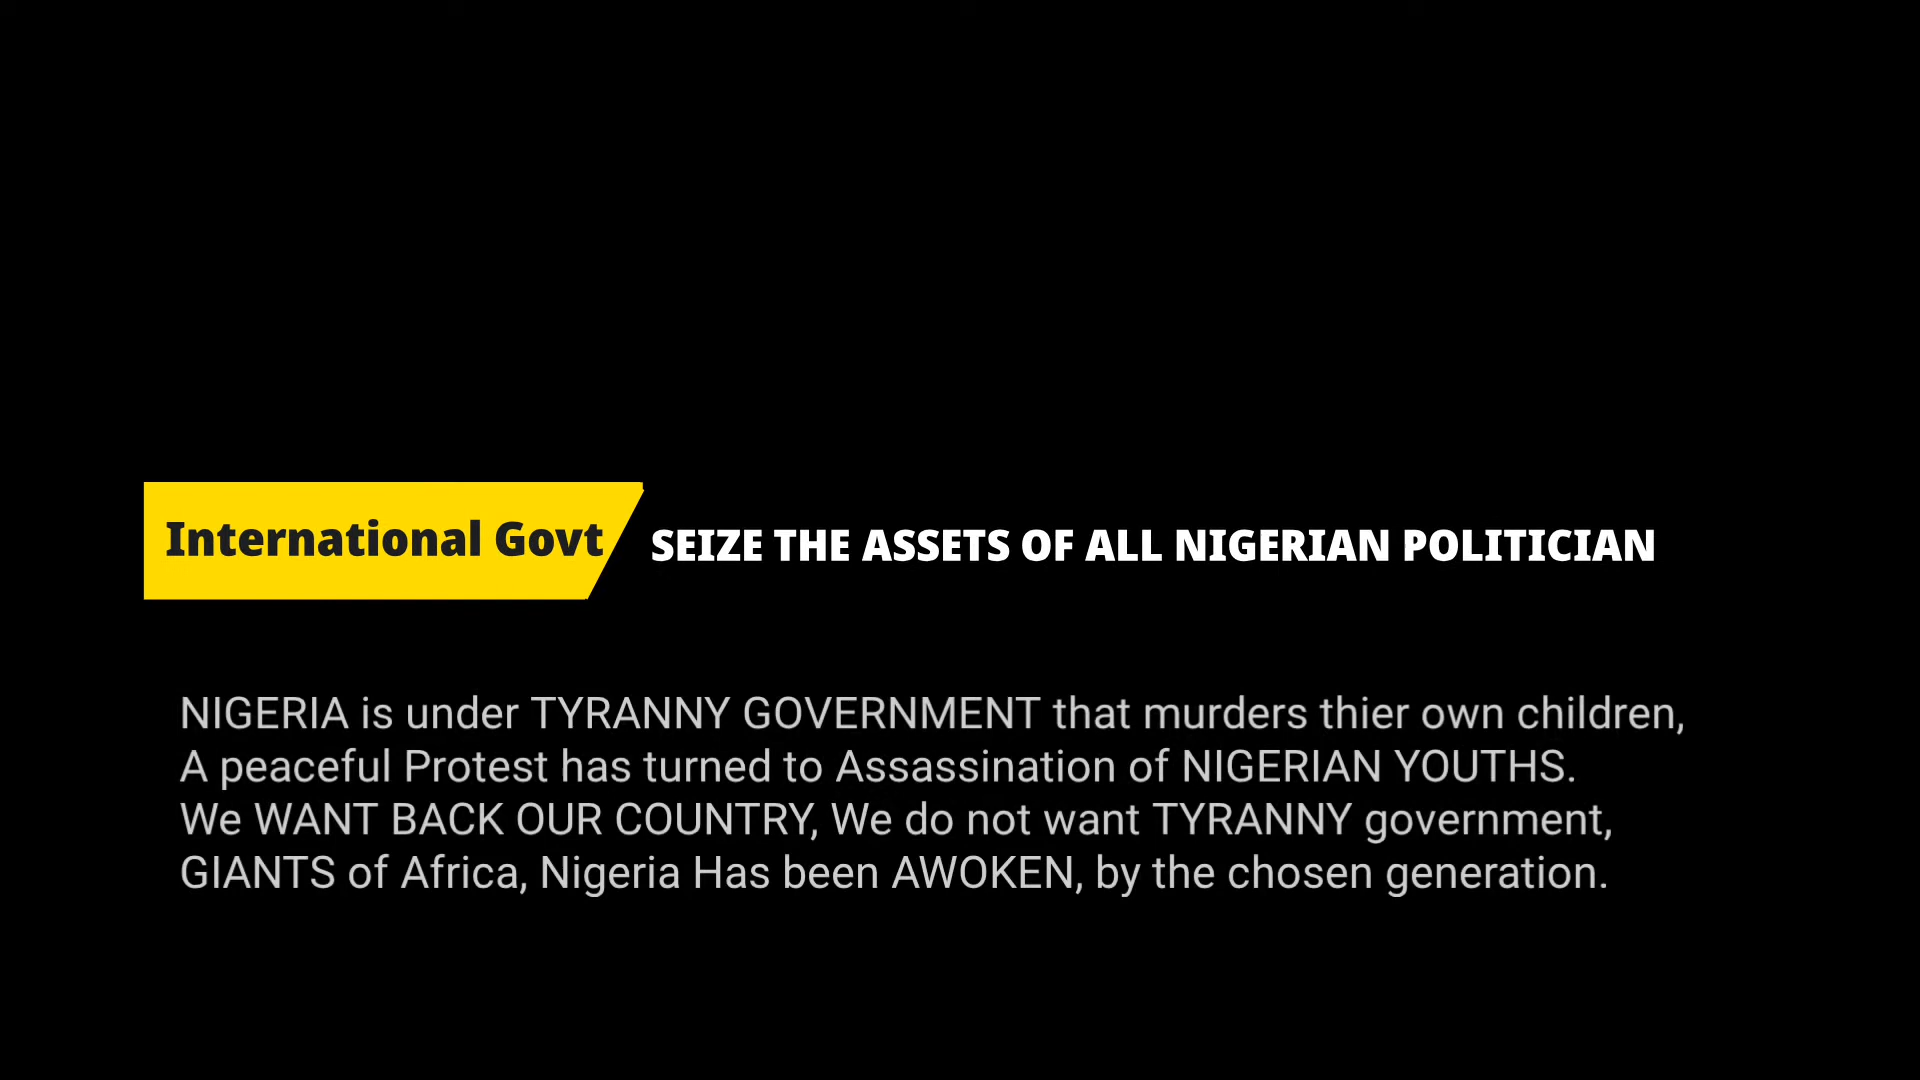 International Govt SEIZE THE ASSETS OF ALL NIGERIAN POLITICIAN
NIGERIA is under TYRANNY GOVERNMENT that murders thier own children,
A peaceful Protest has turned to Assassination of NIGERIAN YOUTHS.
We WANT BACK OUR COUNTRY, We do not want TYRANNY government,
GIANTS of Africa, Nigeria Has been AWOKEN, by the chosen generation.